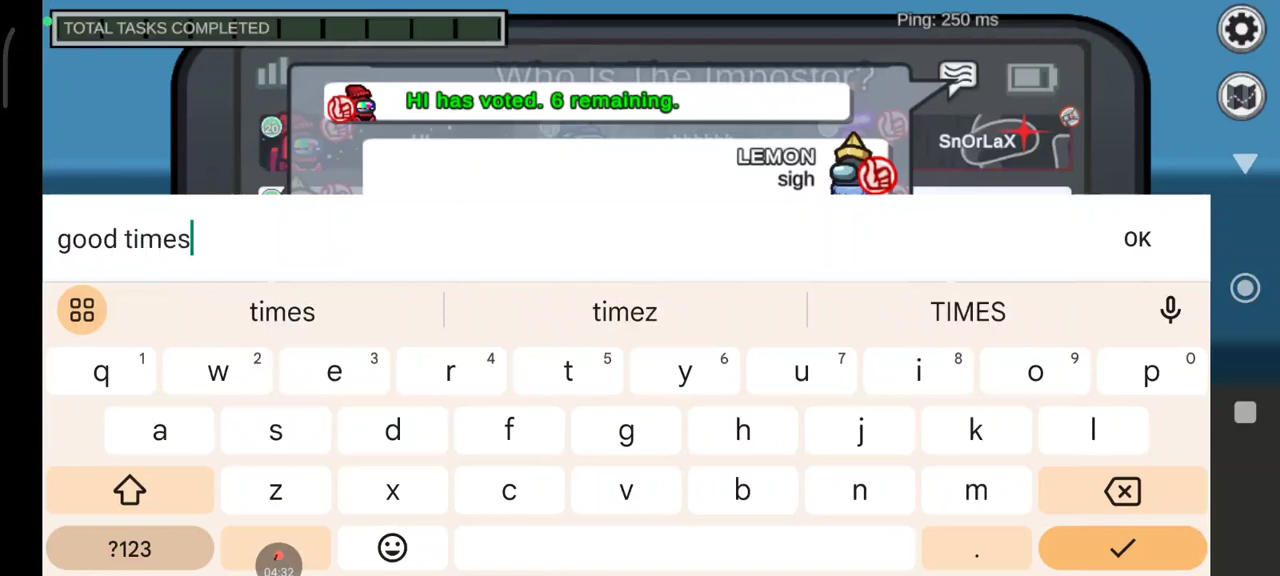 TOTAL TASKS COMPLETED
Ping: 250 ms
Who Is The Impostor?
HI has voted. 6 remaining.
20
SnOrLaX
LEMON
sigh
good times
OK
times timez TIMES
q 1 w 2 e 3 r 4 t 5 y 6 u 7 i 8 o 9 p 0
a s d f g h j k l
z x c v b n m
?123 .
04:32